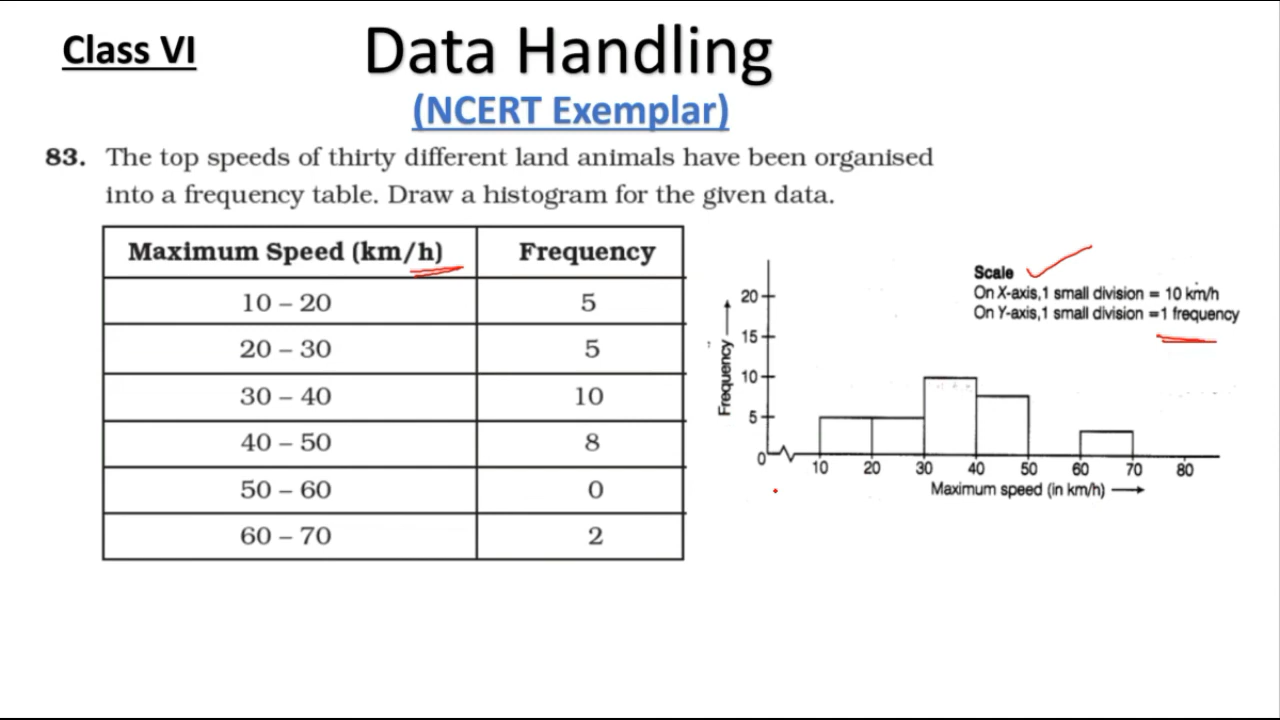 Class VI
Data Handling
(NCERT Exemplar)
83. The top speeds of thirty different land animals have been organised
into a frequency table. Draw a histogram for the given data.
Maximum Speed (km/h) Frequency
10 – 20 5
20 – 30 5
30 – 40 10
40 – 50 8
50 – 60 0
60 – 70 2
Scale
On X-axis,1 small division = 10 km/h
On Y-axis,1 small division =1 frequency
Frequency
20
15
10
5
0
10 20 30 40 50 60 70 80
Maximum speed (in km/h)